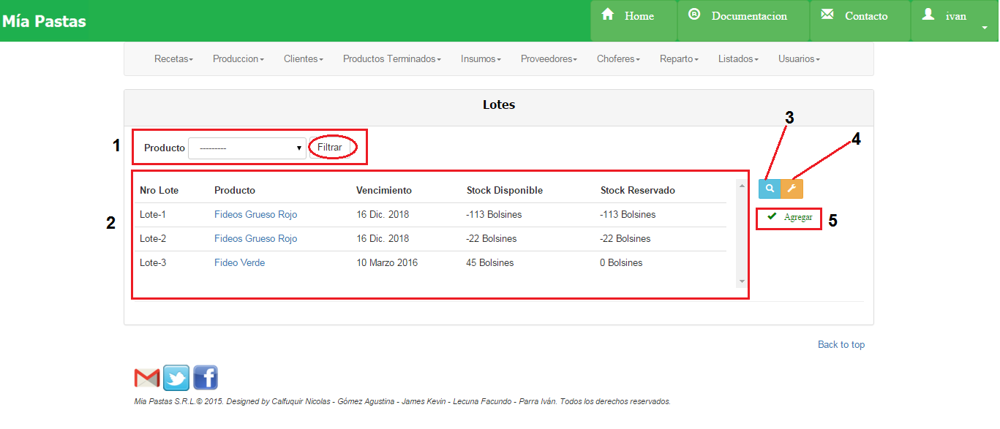 Mía Pastas Home Documentacion Contacto ivan
Recetas Produccion Clientes Productos Terminados Insumos Proveedores Choferes Reparto Listados Usuarios
Lotes
3
4
1 Producto --------- Filtrar
Nro Lote Producto Vencimiento Stock Disponible Stock Reservado
Lote-1 Fideos Grueso Rojo 16 Dic. 2018 -113 Bolsines -113 Bolsines
Agregar 5
2
Lote-2 Fideos Grueso Rojo 16 Dic. 2018 -22 Bolsines -22 Bolsines
Lote-3 Fideo Verde 10 Marzo 2016 45 Bolsines 0 Bolsines
Back to top
Mia Pastas S.R.L.© 2015. Designed by Calfuquir Nicolas - Gómez Agustina - James Kevin - Lecuna Facundo - Parra Iván. Todos los derechos reservados.